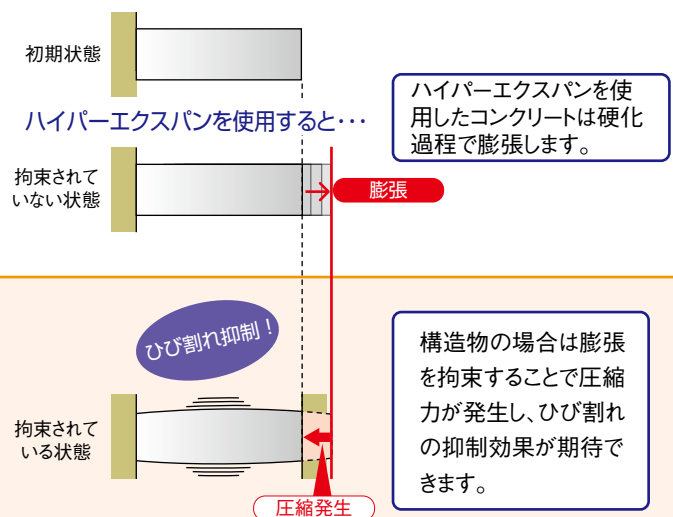 初期状態
ハイパーエクスパンを使用すると・・・
ハイパーエクスパンを使
用したコンクリートは硬化
過程で膨張します。
拘束されて
いない状態
膨張
ひび割れ抑制！
構造物の場合は膨張
を拘束することで圧縮
力が発生し、ひび割れ
の抑制効果が期待で
きます。
拘束されて
いる状態
圧縮発生